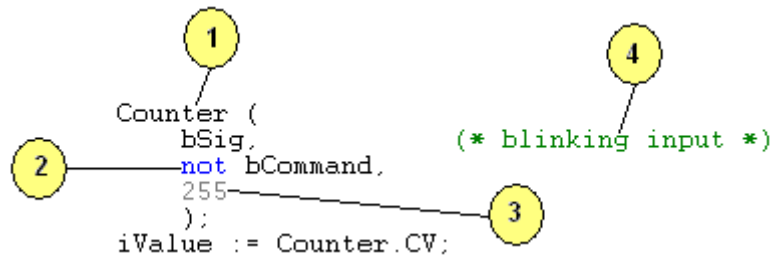 1
4
Counter (
bSig, (* blinking input *)
2 not bCommand,
255 3
);
iValue := Counter.CV;